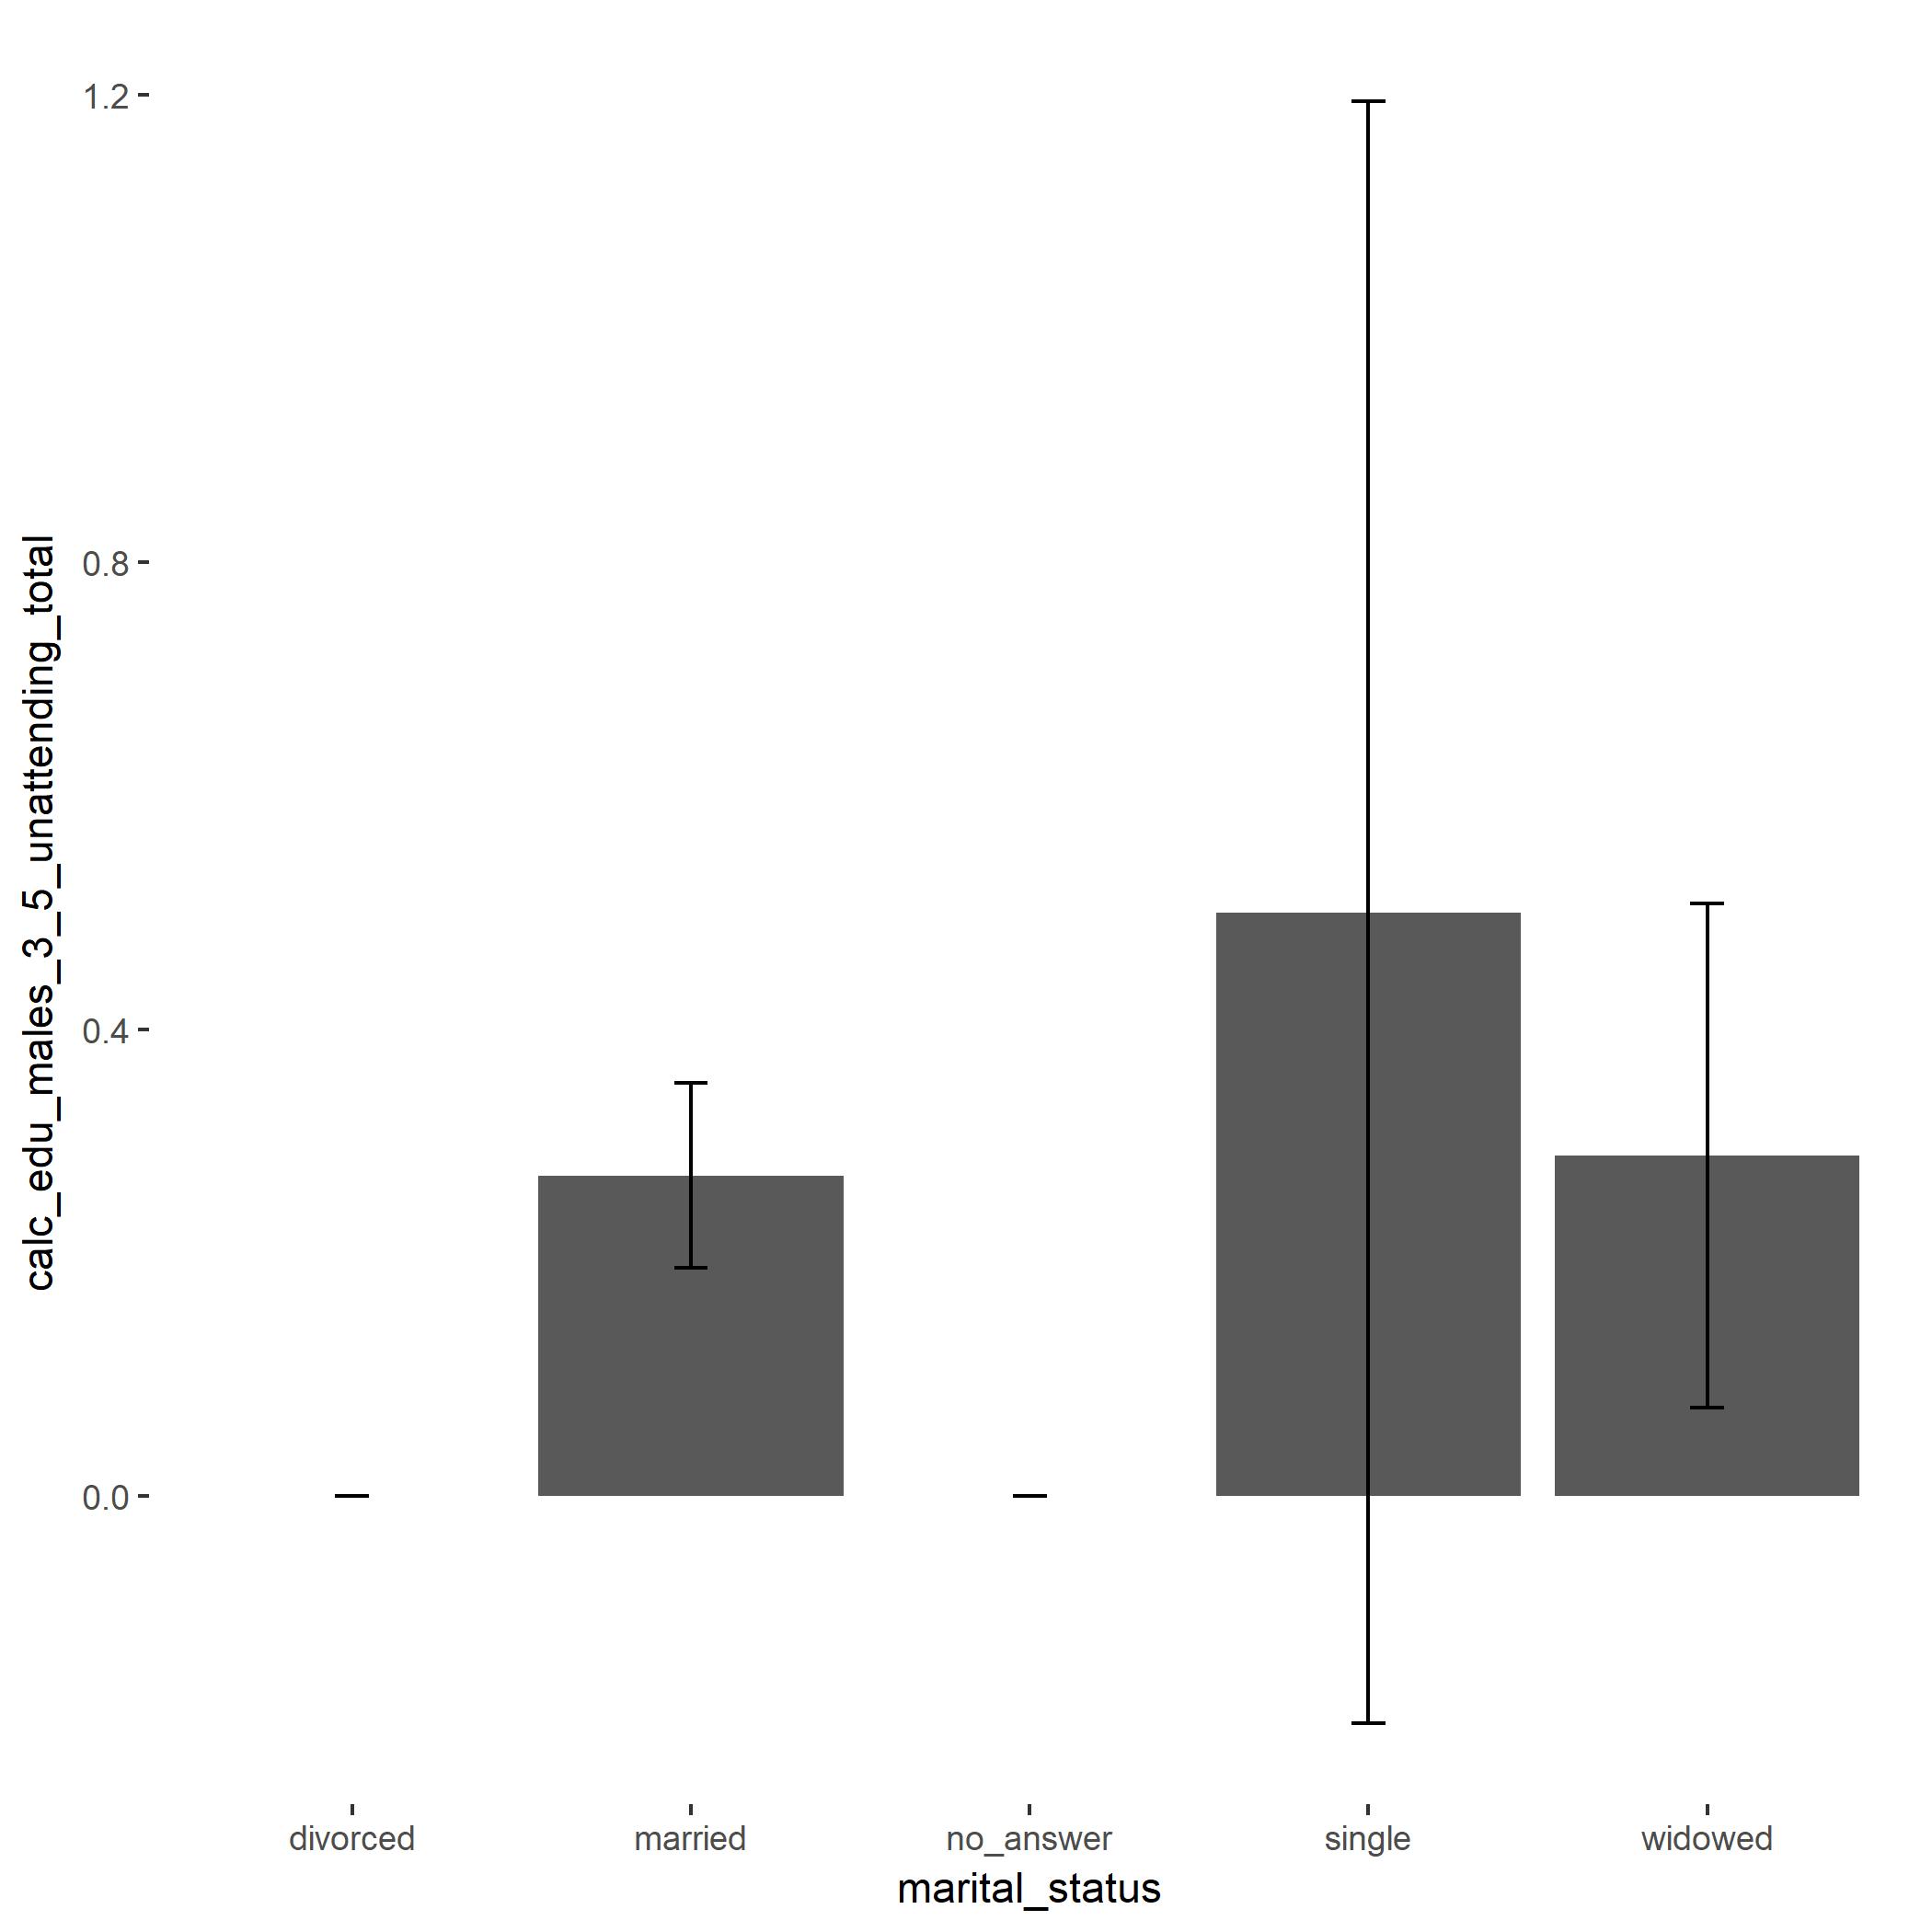 calc_edu_males_3_5_unattending_total
1.2
0.8
0.4
0.0
divorced married no_answer single widowed
marital_status